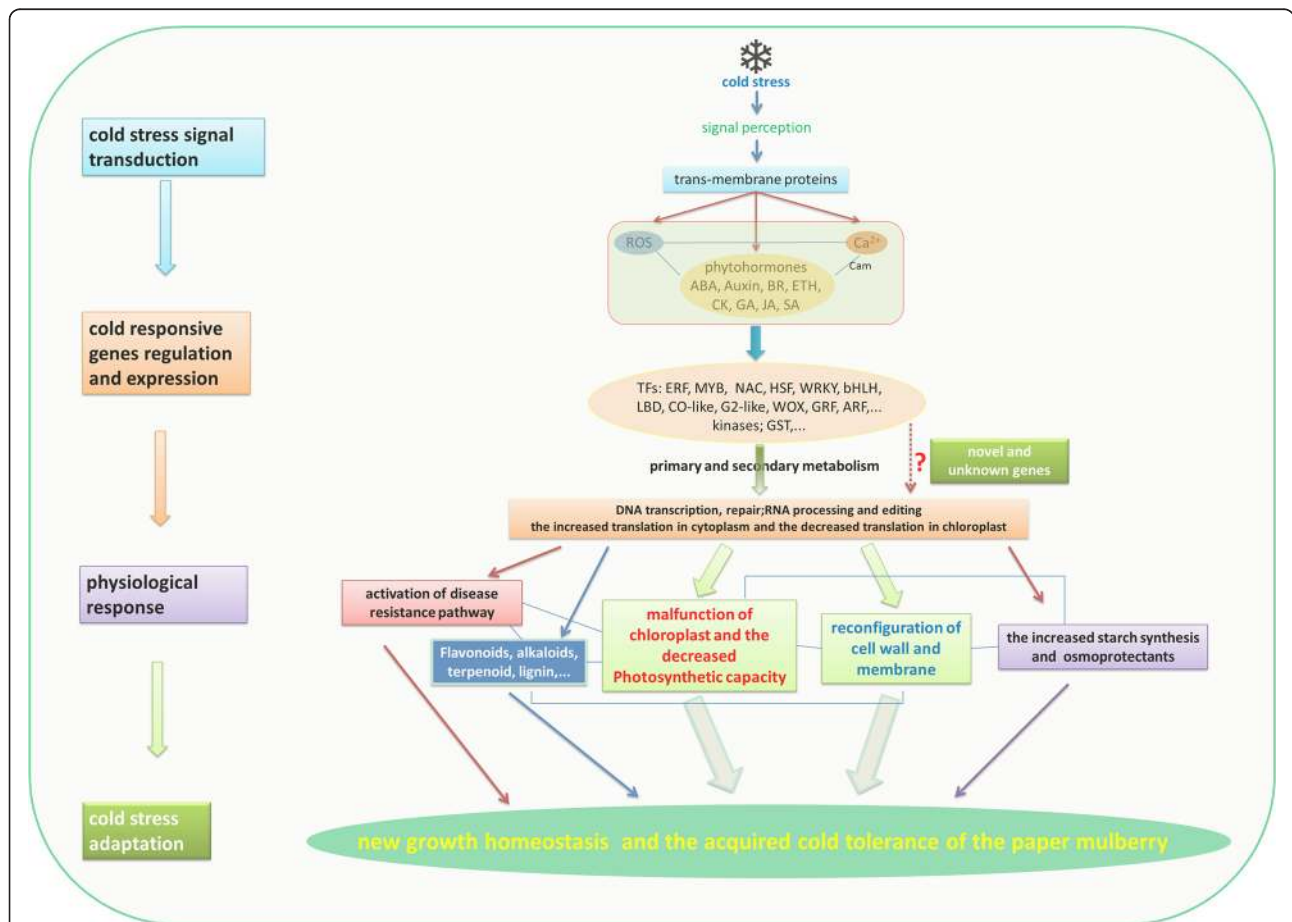 cold stress signal
transduction
cold responsive
genes regulation
and expression
physiological
response
cold stress
adaptation
cold stress
signal perception
trans-membrane proteins
ROS
Ca²⁺
Cam
phytohormones
ABA, Auxin, BR, ETH,
CK, GA, JA, SA
TFs: ERF, MYB, NAC, HSF, WRKY, bHLH,
LBD, CO-like, G2-like, WOX, GRF, ARF,...
kinases; GST,...
primary and secondary metabolism
?
novel and
unknown genes
DNA transcription, repair;RNA processing and editing
the increased translation in cytoplasm and the decreased translation in chloroplast
activation of disease
resistance pathway
Flavonoids, alkaloids,
terpenoid, lignin,...
malfunction of
chloroplast and the
decreased
Photosynthetic capacity
reconfiguration of
cell wall and
membrane
the increased starch synthesis
and osmoprotectants
new growth homeostasis and the acquired cold tolerance of the paper mulberry